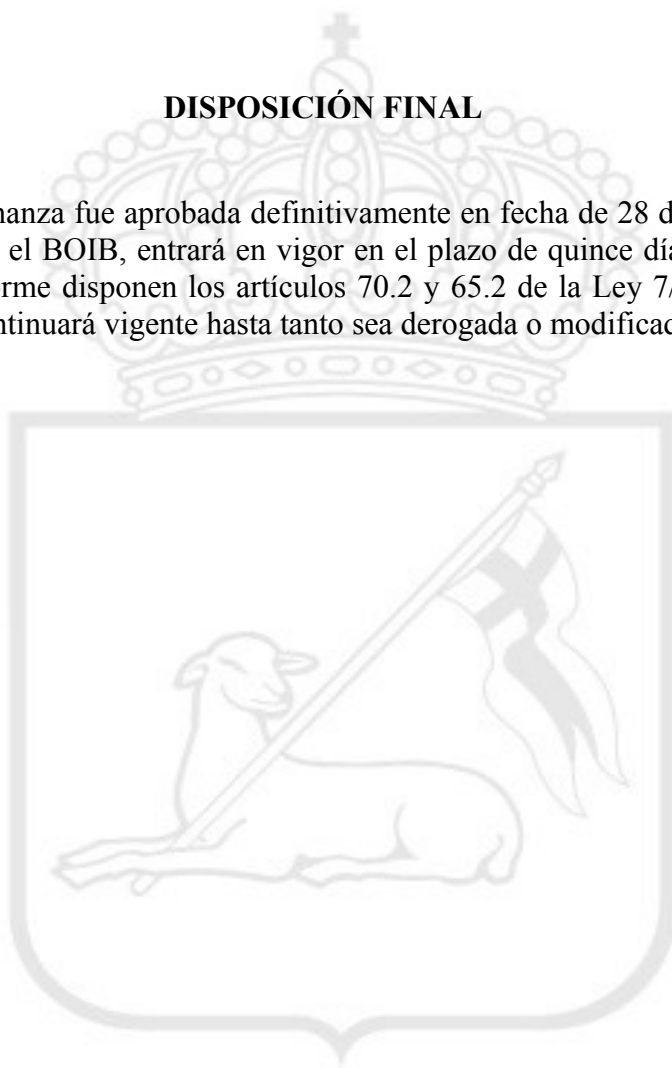 DISPOSICIÓN FINAL
nanza fue aprobada definitivamente en fecha de 28 d
el BOIB, entrará en vigor en el plazo de quince dí
orme disponen los artículos 70.2 y 65.2 de la Ley 7/
ntinuará vigente hasta tanto sea derogada o modificad